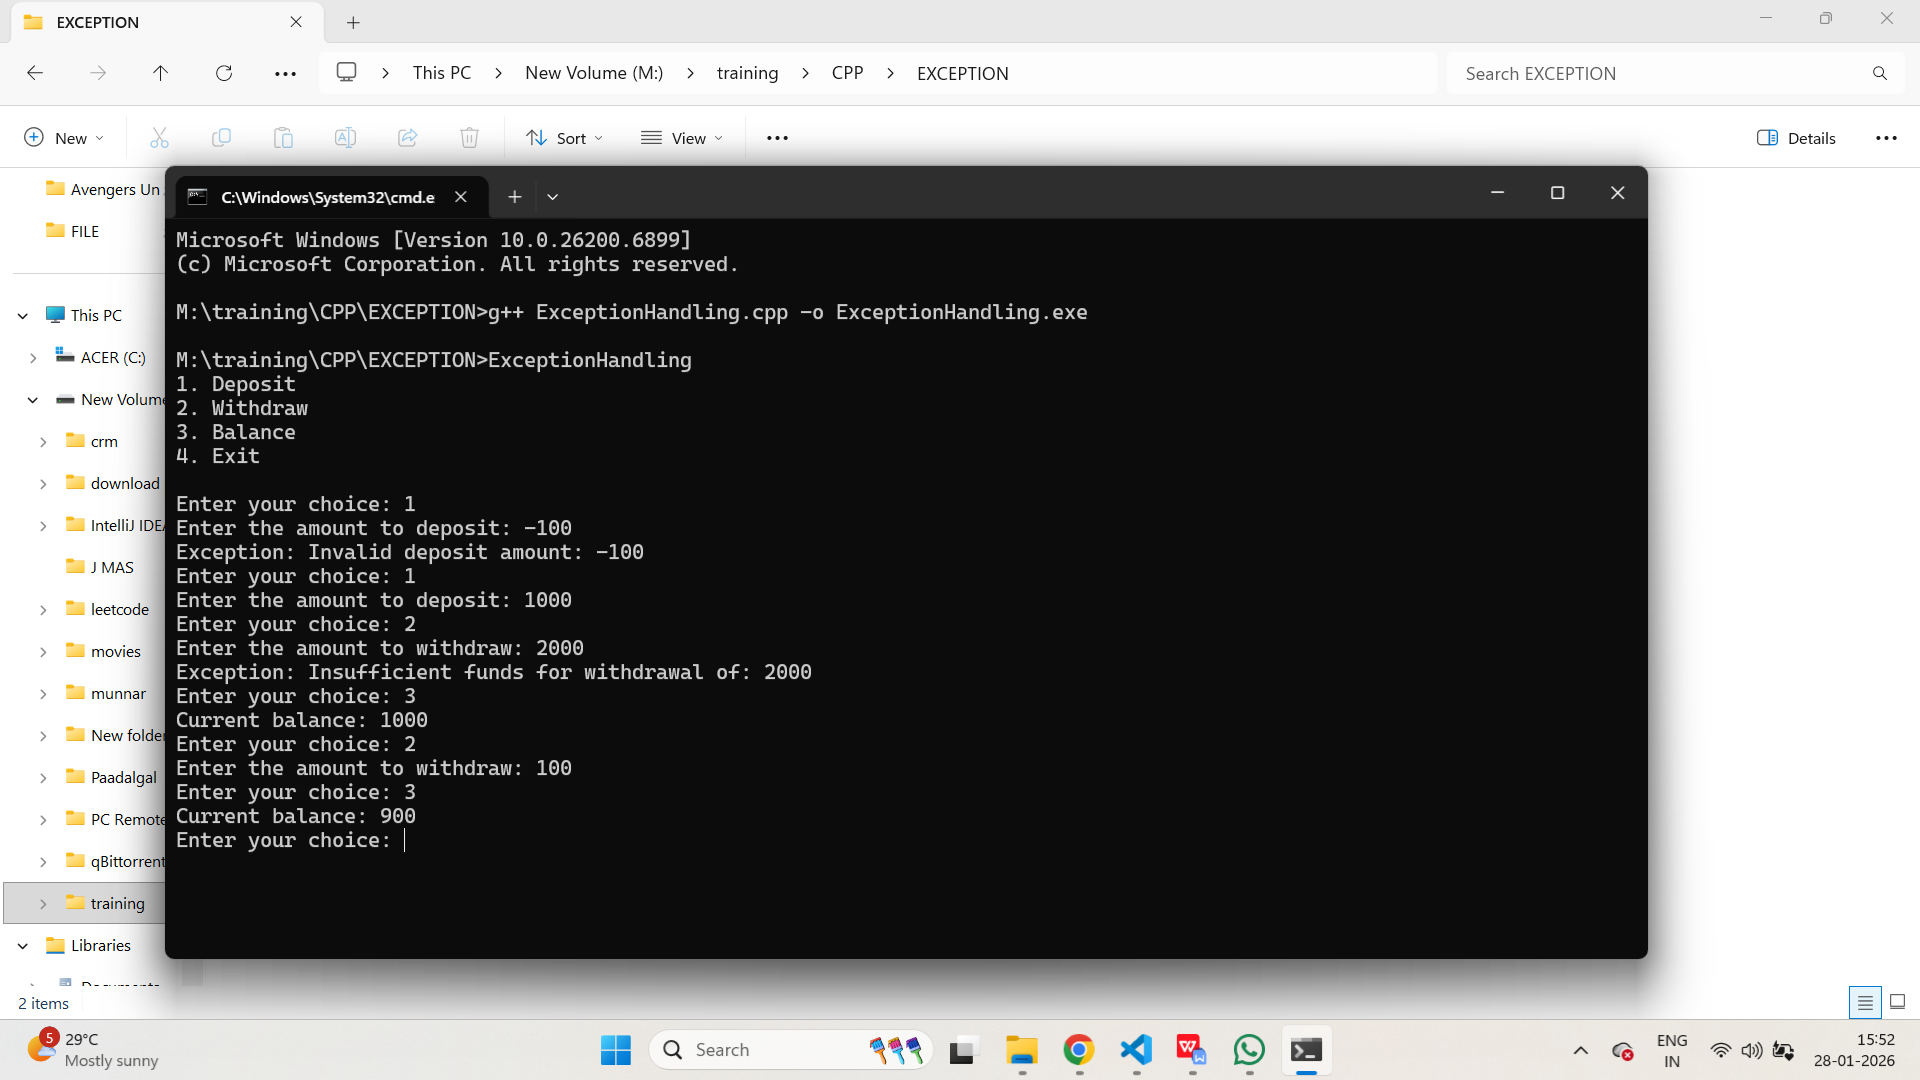 EXCEPTION
This PC > New Volume (M:) > training > CPP > EXCEPTION
Search EXCEPTION
New
Sort
View
Details
Avengers Un
FILE
This PC
ACER (C:)
New Volume
crm
download
IntelliJ IDEA
J MAS
leetcode
movies
munnar
New folder
Paadalgal
PC Remote
qBittorrent
training
Libraries
Documents
2 items
C:\Windows\System32\cmd.e
Microsoft Windows [Version 10.0.26200.6899]
(c) Microsoft Corporation. All rights reserved.
M:\training\CPP\EXCEPTION>g++ ExceptionHandling.cpp -o ExceptionHandling.exe
M:\training\CPP\EXCEPTION>ExceptionHandling
1. Deposit
2. Withdraw
3. Balance
4. Exit
Enter your choice: 1
Enter the amount to deposit: -100
Exception: Invalid deposit amount: -100
Enter your choice: 1
Enter the amount to deposit: 1000
Enter your choice: 2
Enter the amount to withdraw: 2000
Exception: Insufficient funds for withdrawal of: 2000
Enter your choice: 3
Current balance: 1000
Enter your choice: 2
Enter the amount to withdraw: 100
Enter your choice: 3
Current balance: 900
Enter your choice:
5
29°C
Mostly sunny
Search
ENG
IN
15:52
28-01-2026